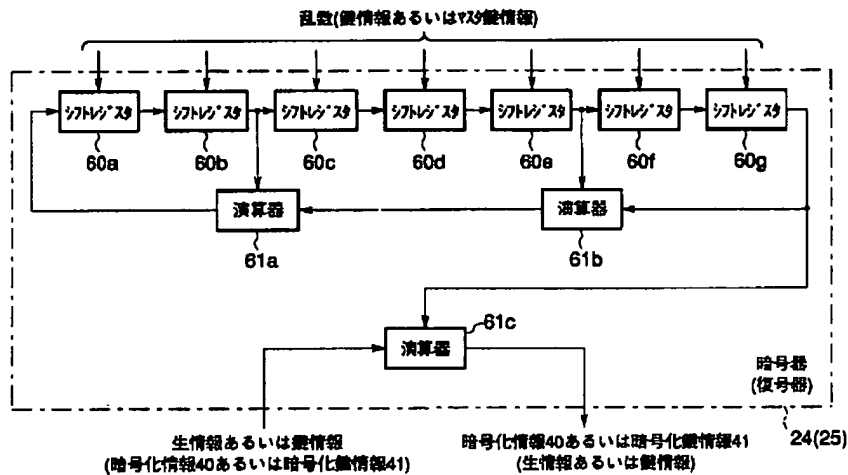 乱数(鍵情報あるいはマスタ鍵情報)
シフトレジスタ シフトレジスタ シフトレジスタ シフトレジスタ シフトレジスタ シフトレジスタ シフトレジスタ
60a 60b 60c 60d 60e 60f 60g
演算器 演算器
61a 61b
61c
演算器
暗号器
(復号器)
生情報あるいは鍵情報 暗号化情報40あるいは暗号化鍵情報41 24(25)
(暗号化情報40あるいは暗号化鍵情報41) (生情報あるいは鍵情報)